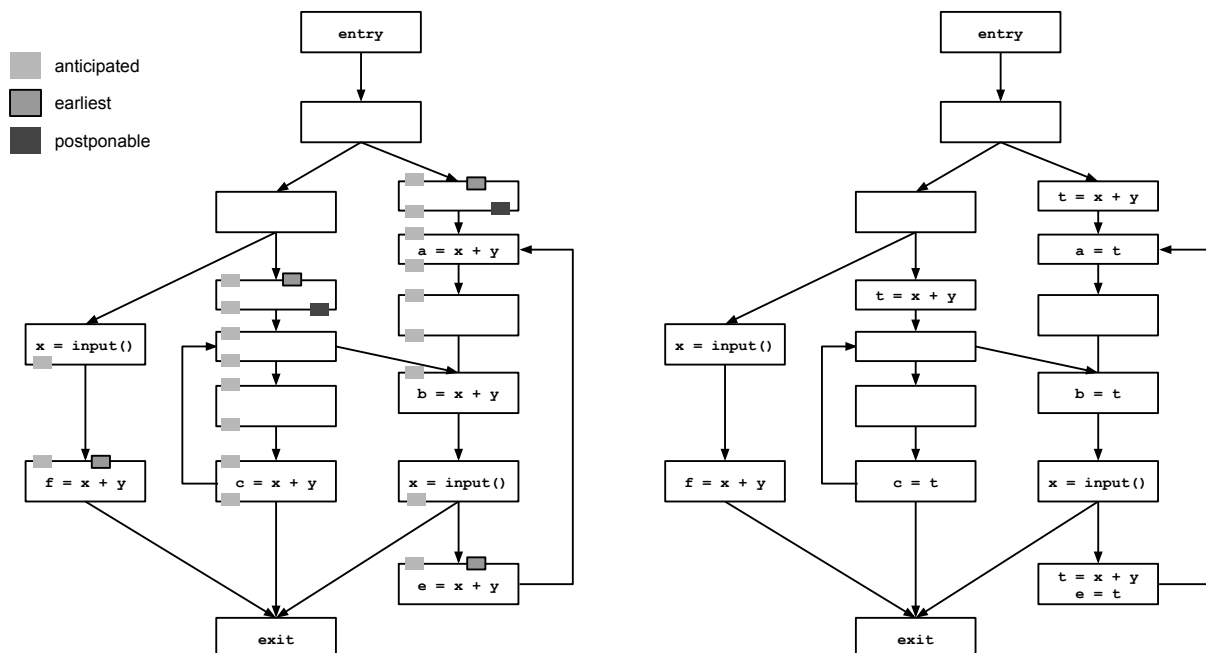 anticipated
earliest
postponable
entry
a = x + y
x = input()
b = x + y
f = x + y
c = x + y
x = input()
e = x + y
exit
entry
t = x + y
a = t
t = x + y
x = input()
b = t
f = x + y
c = t
x = input()
t = x + y
e = t
exit